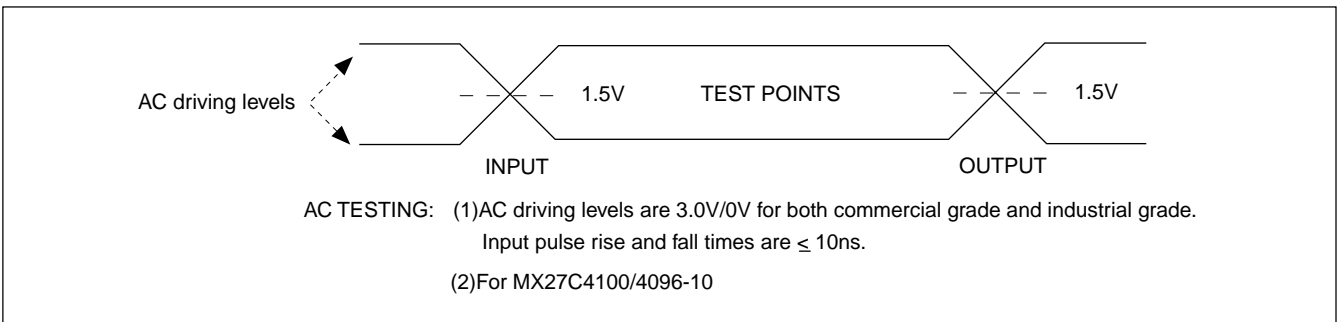 AC driving levels
1.5V
TEST POINTS
1.5V
INPUT
OUTPUT
AC TESTING: (1)AC driving levels are 3.0V/0V for both commercial grade and industrial grade.
Input pulse rise and fall times are ≤ 10ns.
(2)For MX27C4100/4096-10